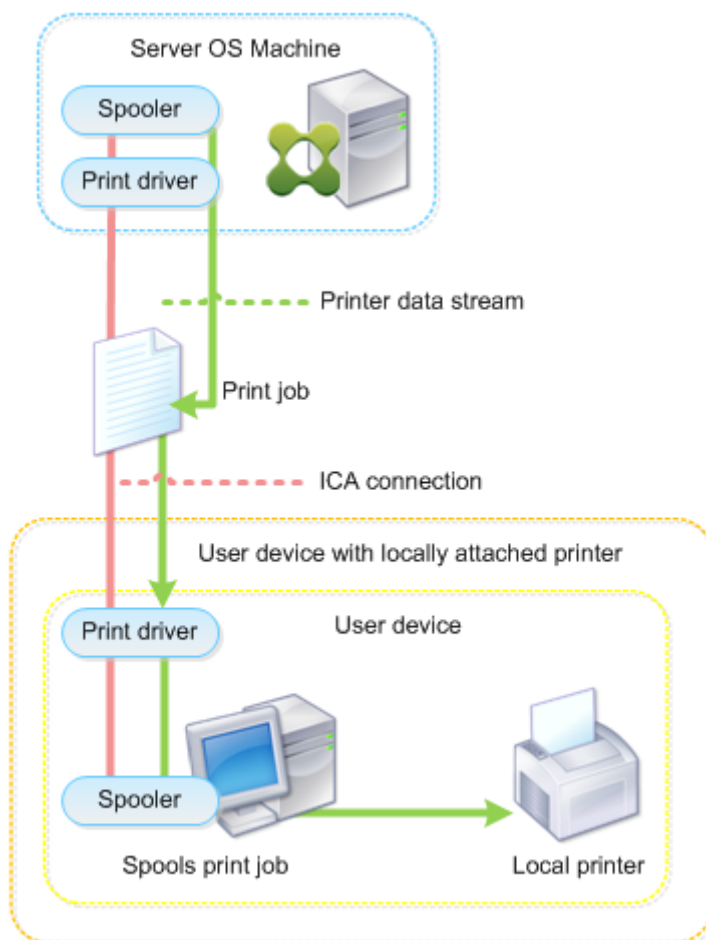 Server OS Machine
Spooler
Print driver
Printer data stream
Print job
ICA connection
User device with locally attached printer
Print driver
User device
Spooler
Spools print job
Local printer